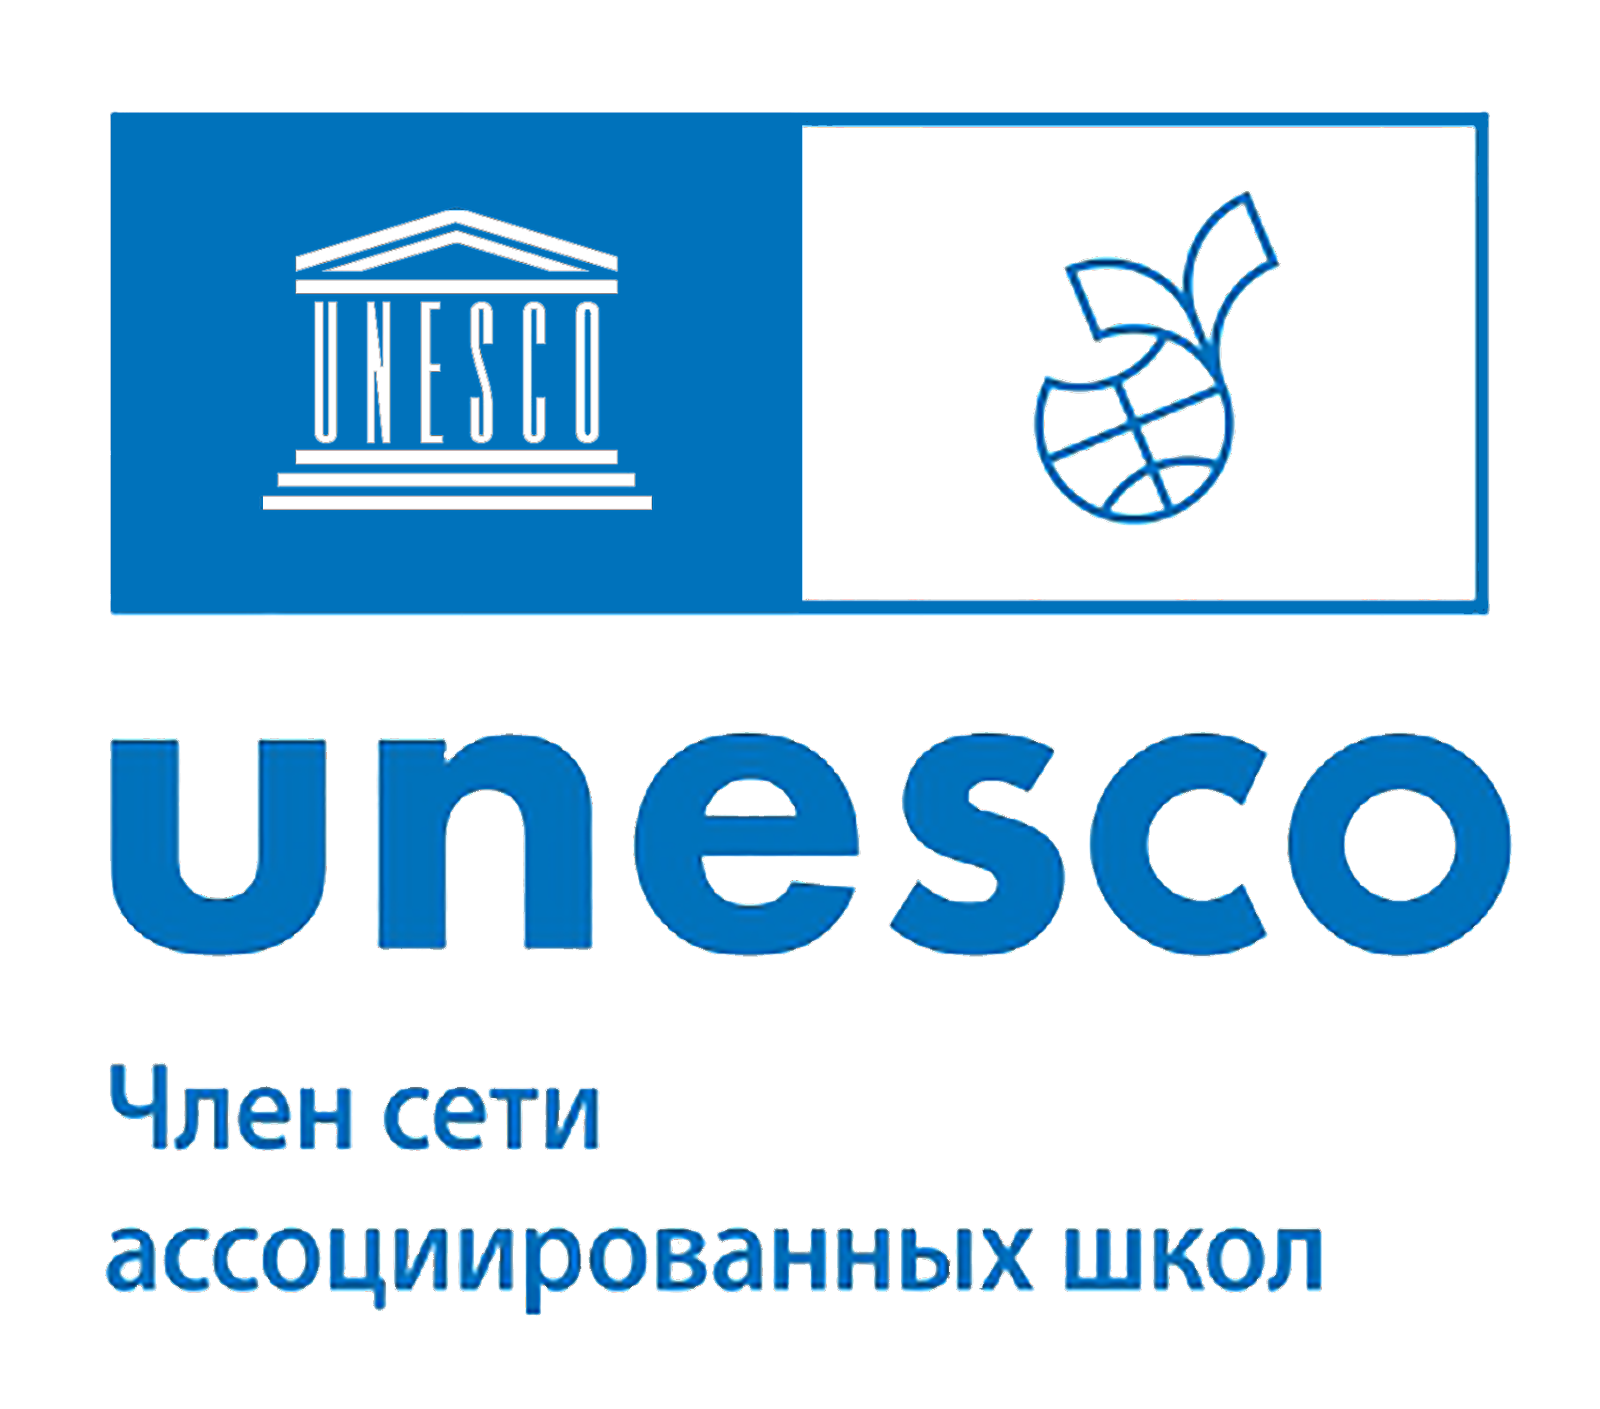 UNESCO
unesco
Член сети
ассоциированных школ